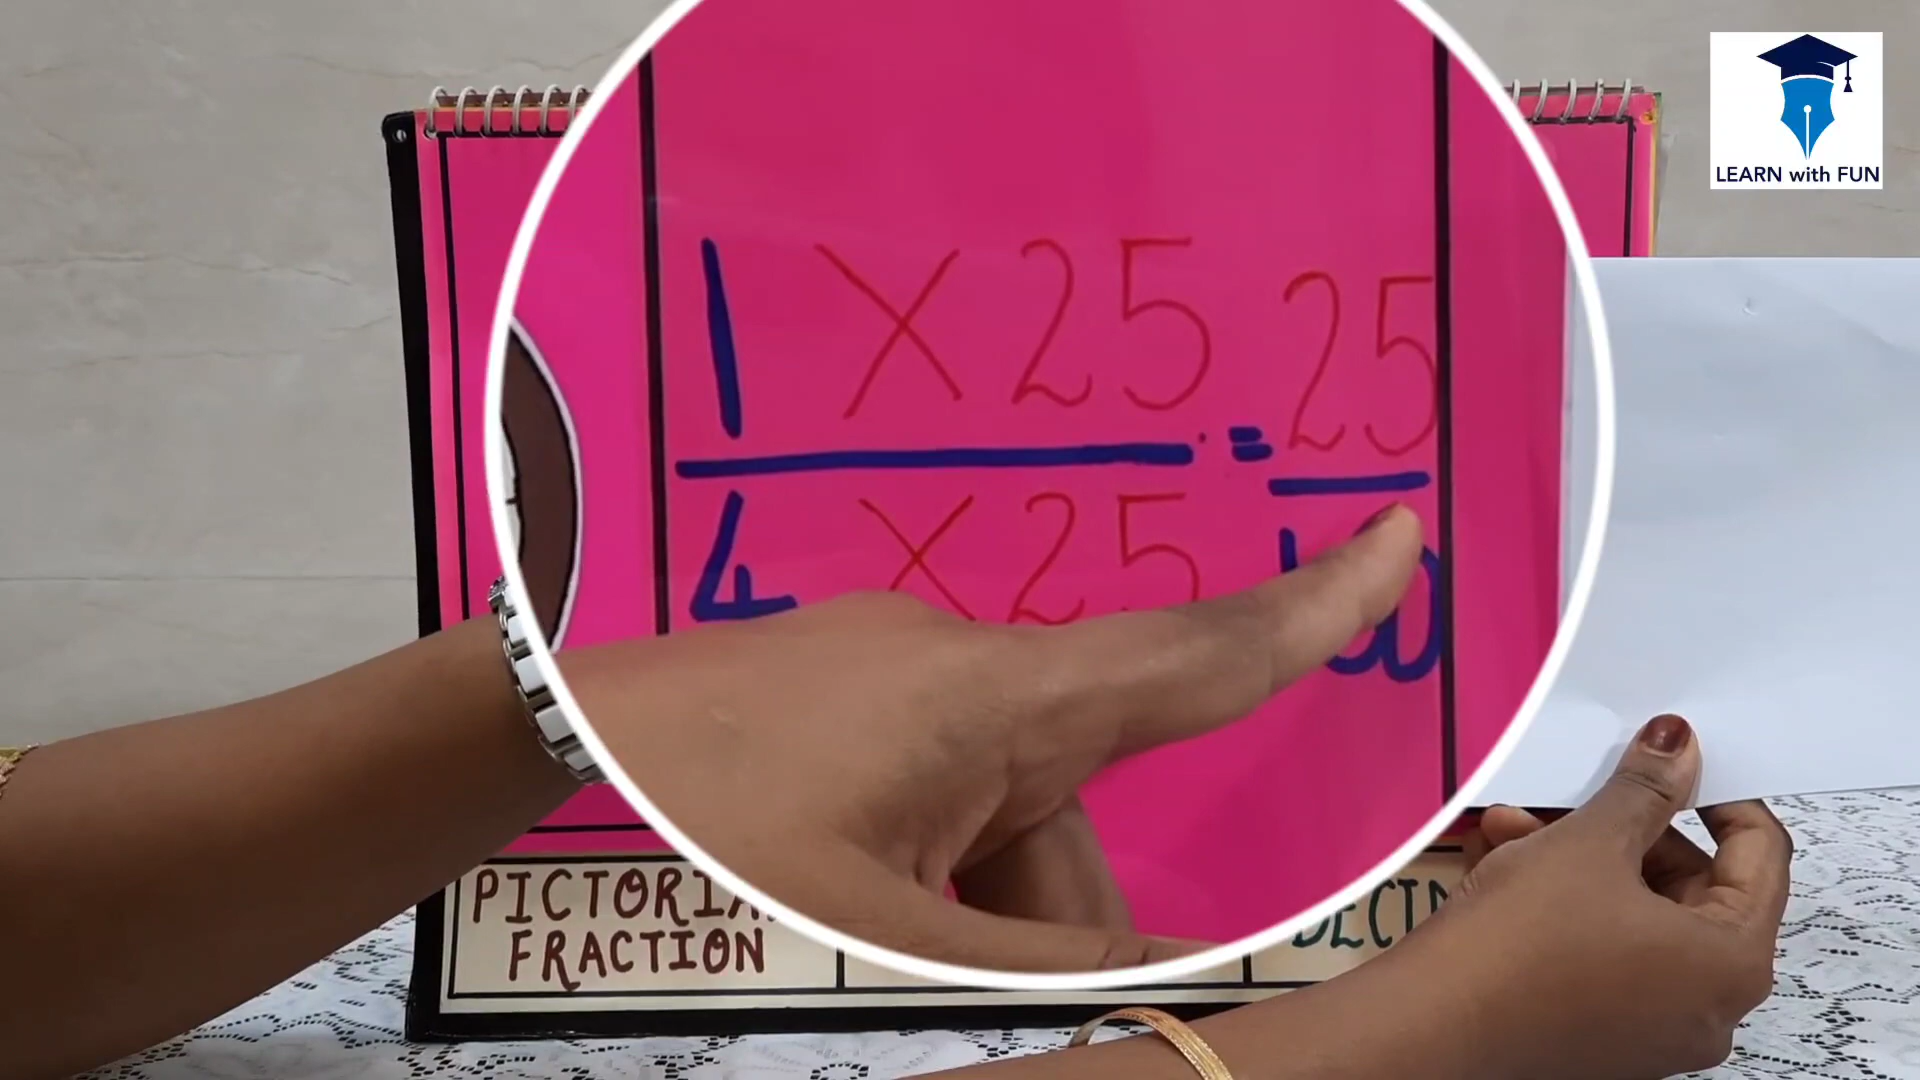 LEARN with FUN
1 X 25 = 25
4 X 25
PICTORIA
FRACTION